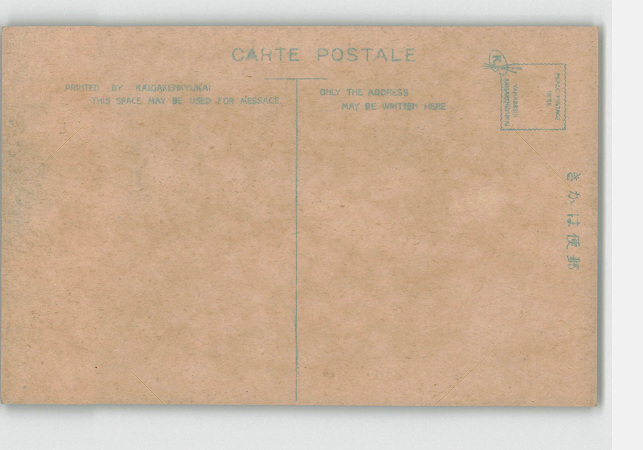 CARTE POSTALE
PRINTED BY KAIGAKENKYUKAI
THIS SPACE MAY BE USED FOR MESSAGE.
ONLY THE ADDRESS
MAY BE WRITTEN HERE
きかは便郵